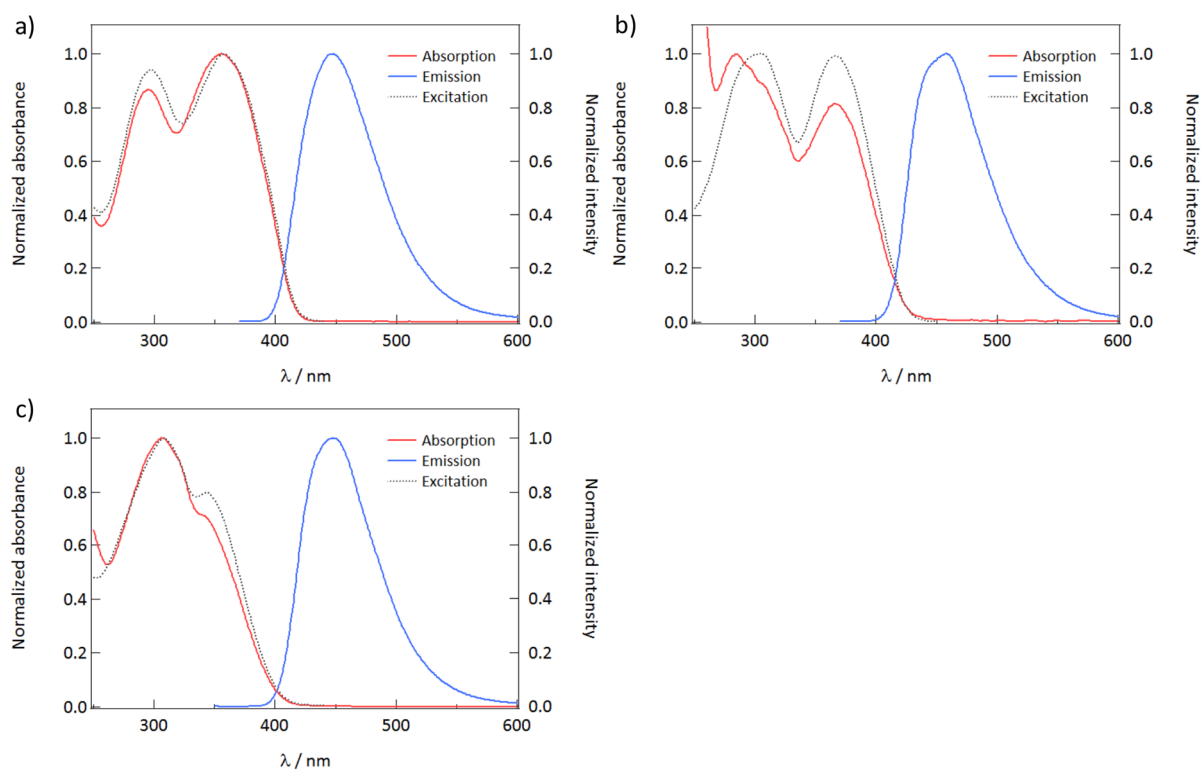 a)
Normalized absorbance
1.0
0.8
0.6
0.4
0.2
0.0
Absorption
Emission
Excitation
1.0
0.8
0.6
0.4
0.2
0.0
Normalized intensity
300
400
500
600
λ / nm
b)
Normalized absorbance
1.0
0.8
0.6
0.4
0.2
0.0
Absorption
Emission
Excitation
1.0
0.8
0.6
0.4
0.2
0.0
Normalized intensity
300
400
500
600
λ / nm
c)
Normalized absorbance
1.0
0.8
0.6
0.4
0.2
0.0
Absorption
Emission
Excitation
1.0
0.8
0.6
0.4
0.2
0.0
Normalized intensity
300
400
500
600
λ / nm